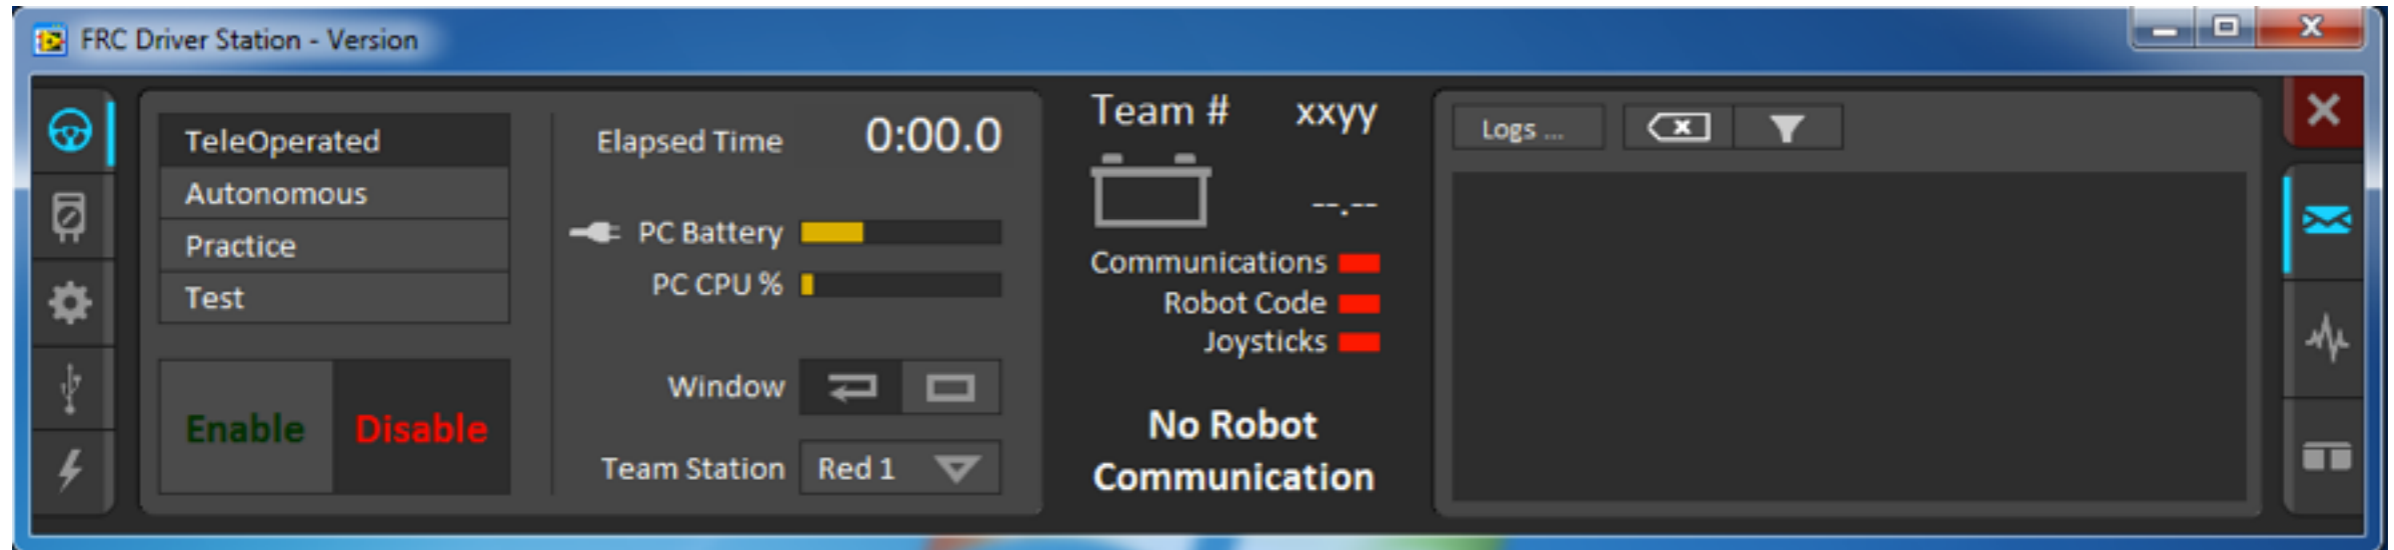 FRC Driver Station - Version
TeleOperated
Autonomous
Practice
Test
Enable Disable
Elapsed Time 0:00.0
PC Battery
PC CPU %
Window
Team Station Red 1
Team # xxyy
--.--
Communications
Robot Code
Joysticks
No Robot
Communication
Logs ...